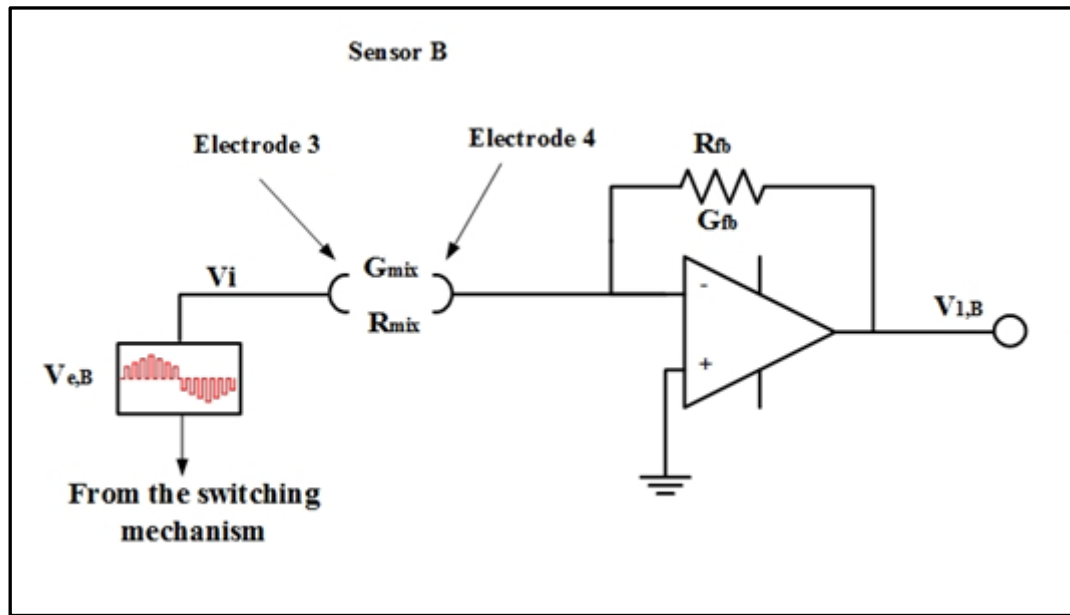 Sensor B
Electrode 3
Electrode 4
Rfb
Gfb
Gmix
Rmix
Vi
-
+
V1,B
Ve,B
From the switching
mechanism